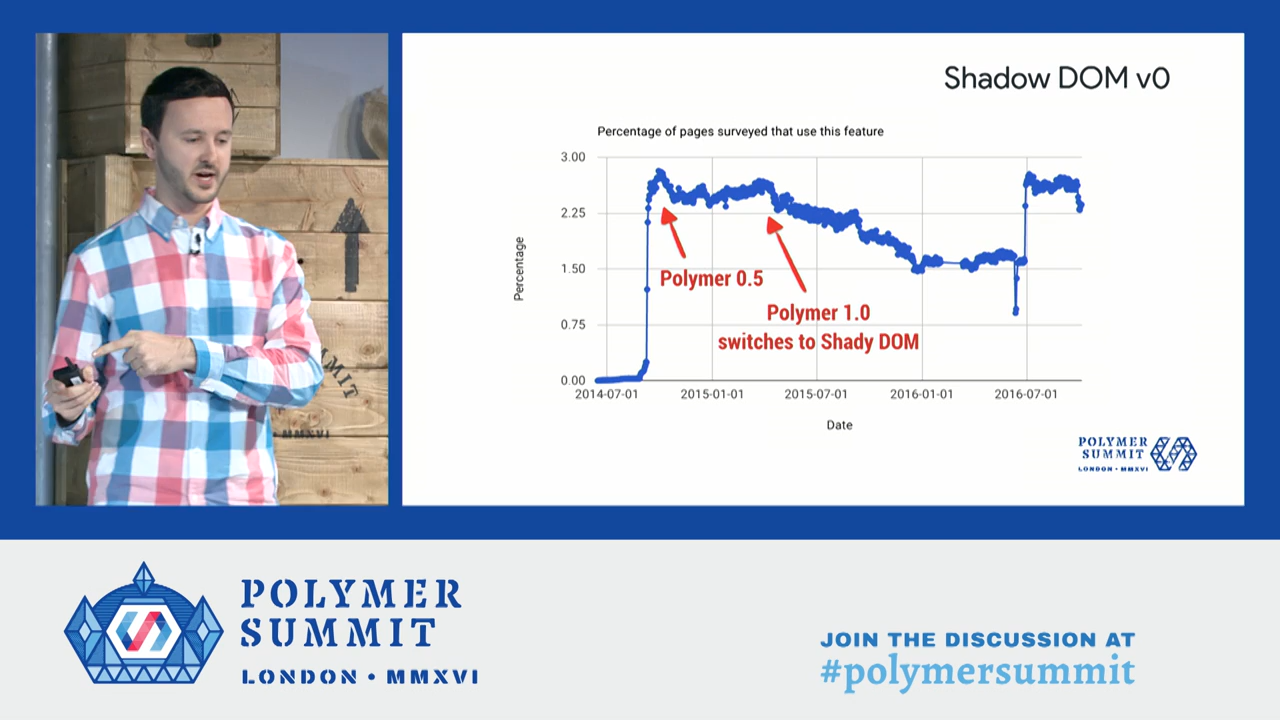 Shadow DOM v0
Percentage of pages surveyed that use this feature
3.00
2.25
1.50
0.75
0.00
Percentage
Polymer 0.5
Polymer 1.0
switches to Shady DOM
2014-07-01
2015-01-01
2015-07-01
2016-01-01
2016-07-01
Date
POLYMER
SUMMIT
LONDON • MMXVI
MMXVI
POLYMER
SUMMIT
LONDON • MMXVI
JOIN THE DISCUSSION AT
#polymersummit